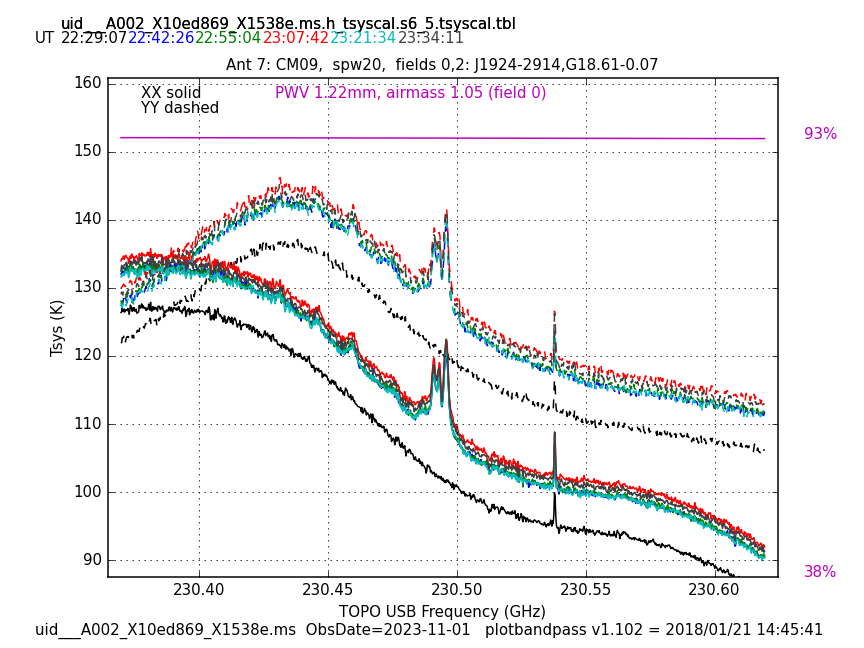 uid___A002_X10ed869_X1538e.ms.h_tsyscal.s6_5.tsyscal.tbl
UT 22:29:07 22:42:26 22:55:04 23:07:42 23:21:34 23:34:11
Ant 7: CM09,  spw20,  fields 0,2: J1924-2914,G18.61-0.07
XX solid
PWV 1.22mm, airmass 1.05 (field 0)
YY dashed
93%
38%
160
150
140
130
120
110
100
90
Tsys (K)
230.40 230.45 230.50 230.55 230.60
TOPO USB Frequency (GHz)
uid___A002_X10ed869_X1538e.ms  ObsDate=2023-11-01   plotbandpass v1.102 = 2018/01/21 14:45:41